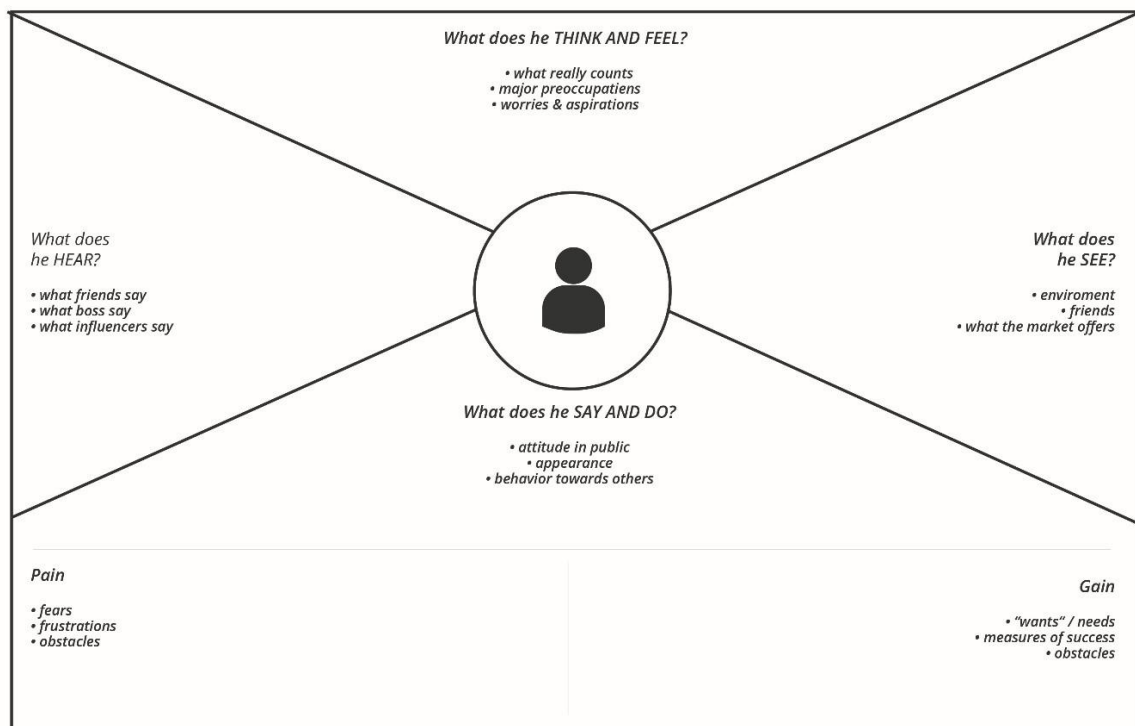 What does he THINK AND FEEL?
• what really counts
• major preoccupatiens
• worries & aspirations
What does
he HEAR?
• what friends say
• what boss say
• what influencers say
What does
he SEE?
• enviroment
• friends
• what the market offers
What does he SAY AND DO?
• attitude in public
• appearance
• behavior towards others
Pain
• fears
• frustrations
• obstacles
Gain
• “wants” / needs
• measures of success
• obstacles